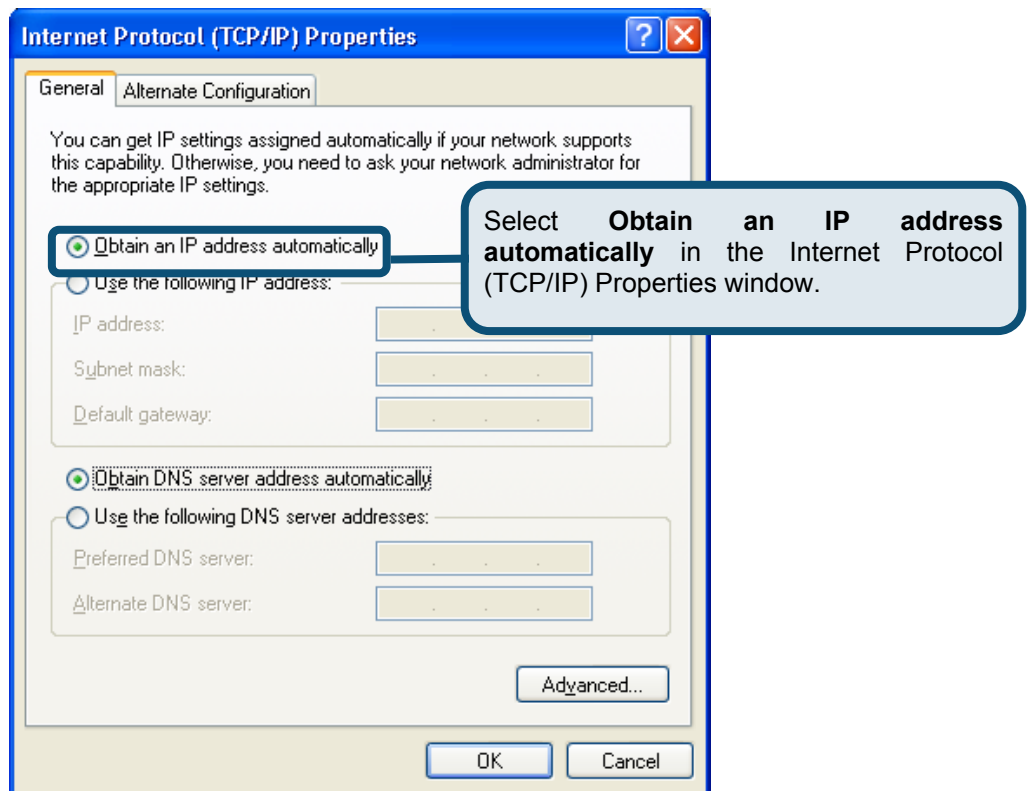 Internet Protocol (TCP/IP) Properties
General
Alternate Configuration
You can get IP settings assigned automatically if your network supports
this capability. Otherwise, you need to ask your network administrator for
the appropriate IP settings.
Select Obtain an IP address
automatically in the Internet Protocol
(TCP/IP) Properties window.
Obtain an IP address automatically
Use the following IP address:
IP address:
Subnet mask:
Default gateway:
Obtain DNS server address automatically
Use the following DNS server addresses:
Preferred DNS server:
Alternate DNS server:
Advanced...
OK
Cancel